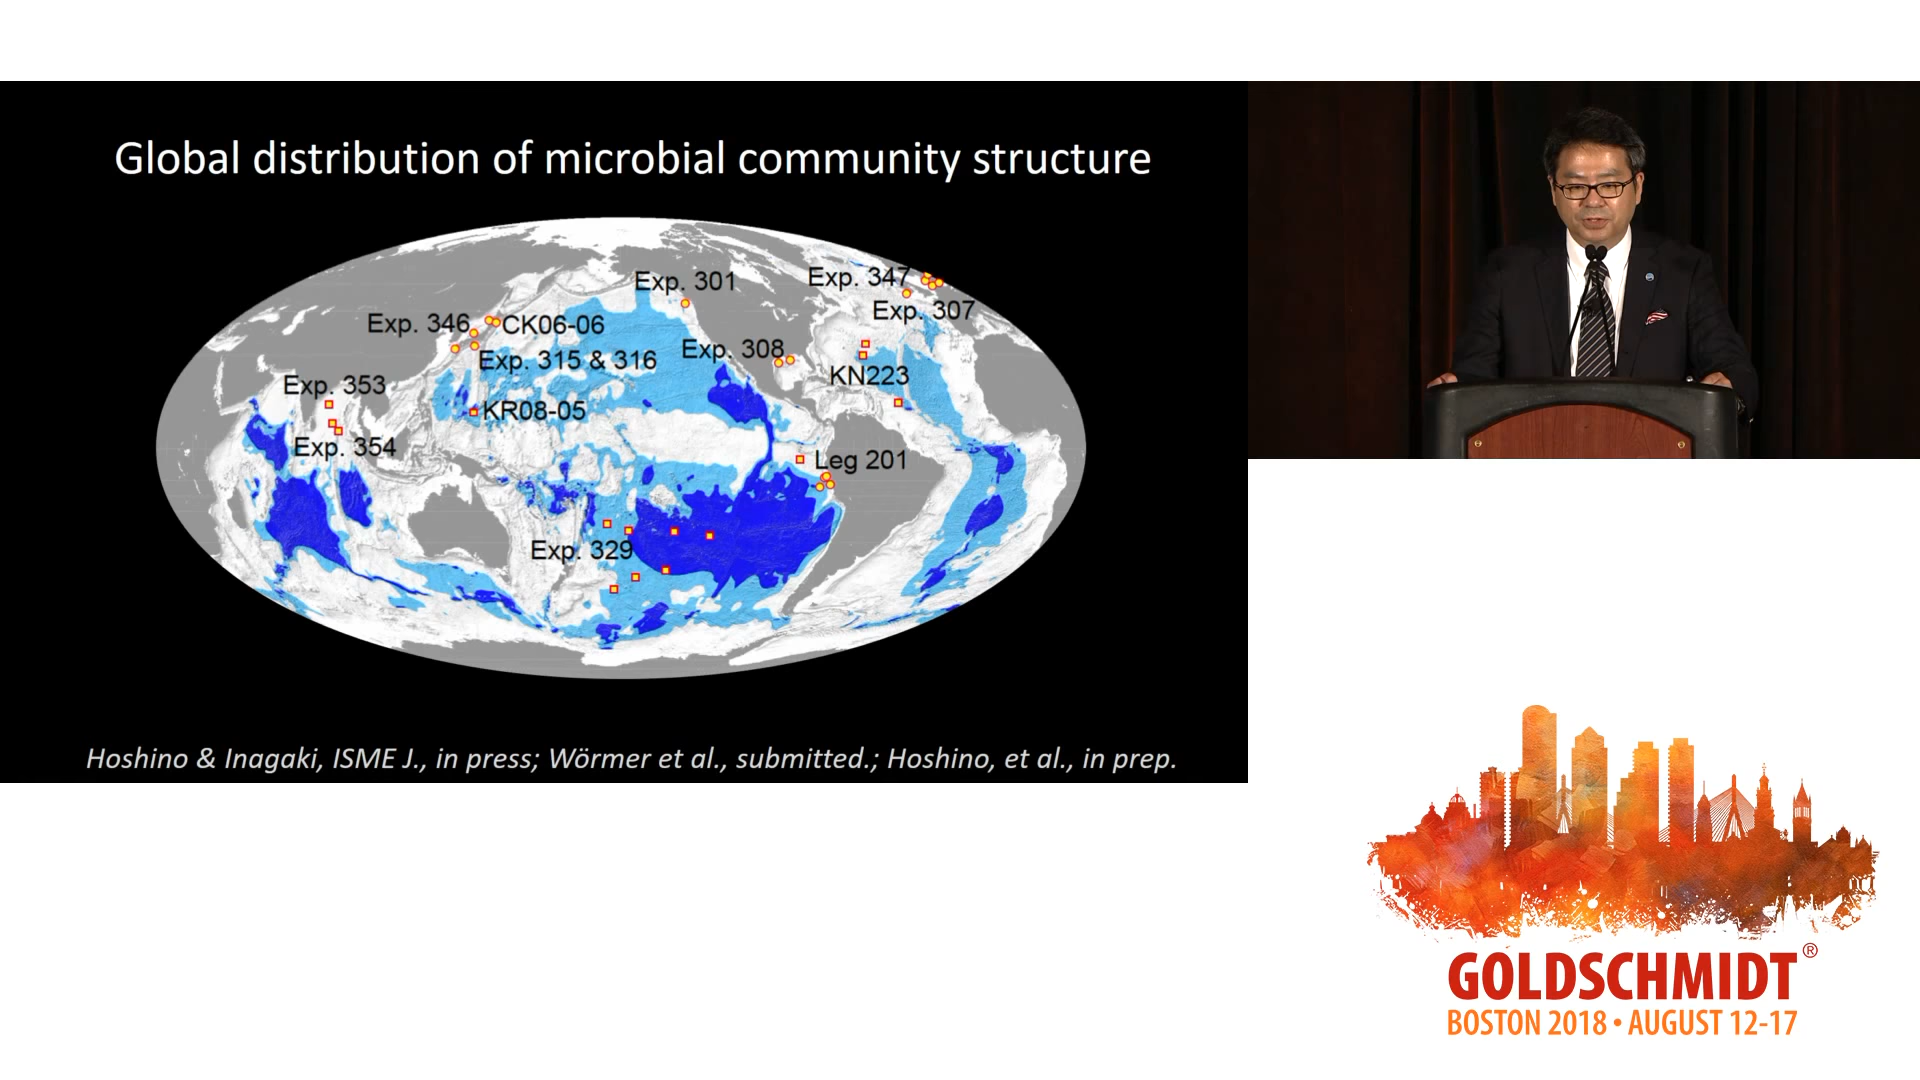 Global distribution of microbial community structure
Exp. 301
Exp. 347
Exp. 307
Exp. 346
CK06-06
Exp. 315 & 316
Exp. 308
KN223
Exp. 353
KR08-05
Exp. 354
Leg 201
Exp. 329
Hoshino & Inagaki, ISME J., in press; Wörmer et al., submitted.; Hoshino, et al., in prep.
GOLDSCHMIDT®
BOSTON 2018 • AUGUST 12-17